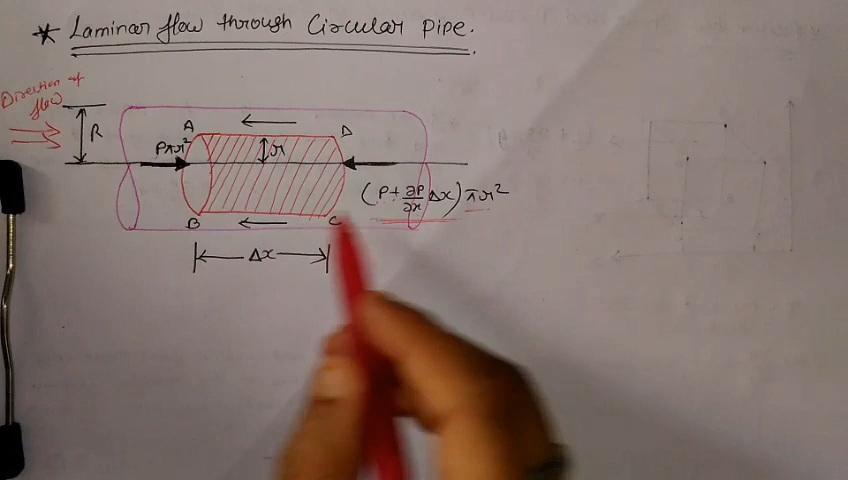 * Laminar flow through Circular pipe.
Direction of
flow
R
A
D
Pπr²
r
(P + ∂P/∂x Δx) πr²
B
C
Δx